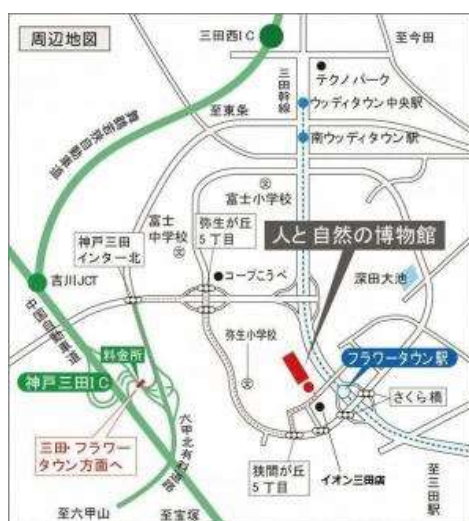 周辺地図
三田西IC
至今田
テクノパーク
三田幹線
ウッディタウン中央駅
至東条
南ウッディタウン駅
舞鶴若狭自動車道
富士小学校
富士
中学校
弥生が丘
5丁目
神戸三田
インター北
人と自然の博物館
コープこうべ
深田大池
吉川JCT
中国自動車道
弥生小学校
フラワータウン駅
料金所
神戸三田IC
さくら橋
六甲北有料道路
三田・フラワー
タウン方面へ
狭間が丘
5丁目
イオン三田店
至三田駅
至六甲山
至宝塚